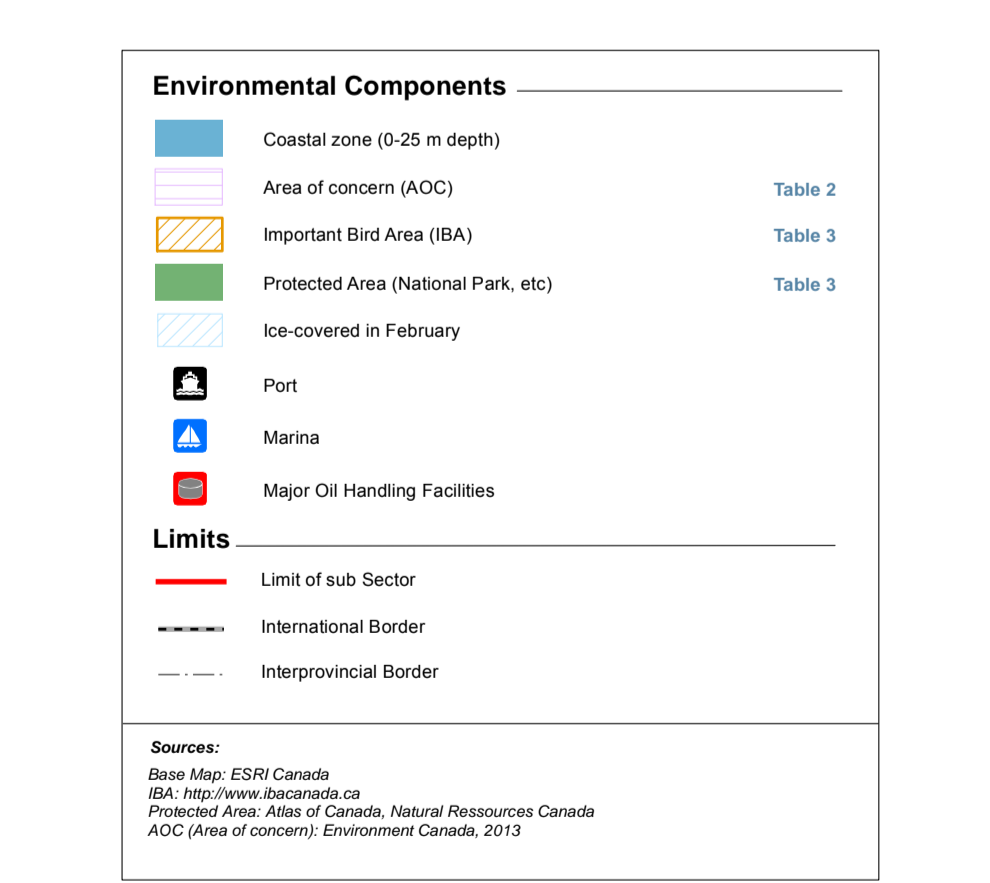 Environmental Components
Coastal zone (0-25 m depth)
Area of concern (AOC) Table 2
Important Bird Area (IBA) Table 3
Protected Area (National Park, etc) Table 3
Ice-covered in February
Port
Marina
Major Oil Handling Facilities
Limits
Limit of sub Sector
International Border
Interprovincial Border
Sources:
Base Map: ESRI Canada
IBA: http://www.ibacanada.ca
Protected Area: Atlas of Canada, Natural Ressources Canada
AOC (Area of concern): Environment Canada, 2013